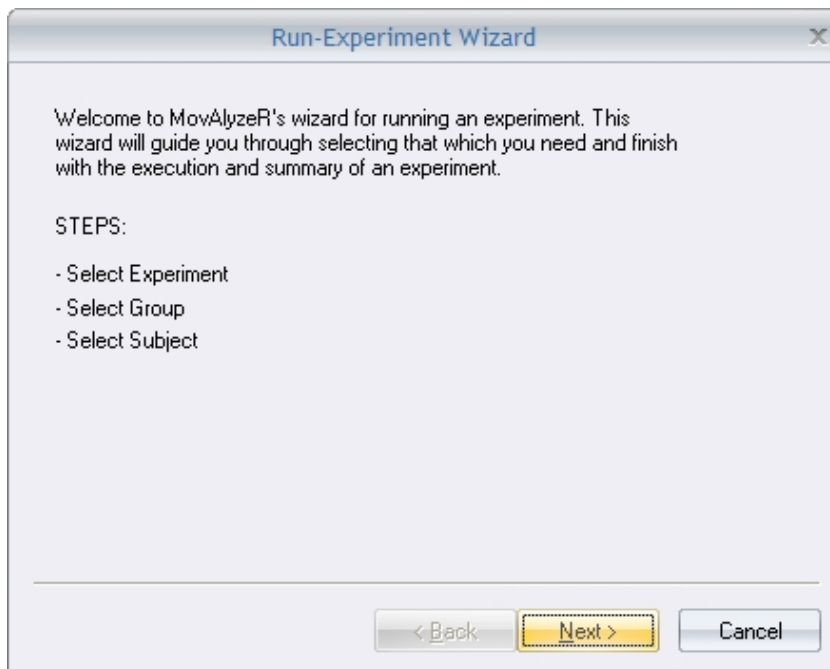 Run-Experiment Wizard
X
Welcome to MovAlyzeR's wizard for running an experiment. This
wizard will guide you through selecting that which you need and finish
with the execution and summary of an experiment.
STEPS:
- Select Experiment
- Select Group
- Select Subject
< Back
Next >
Cancel